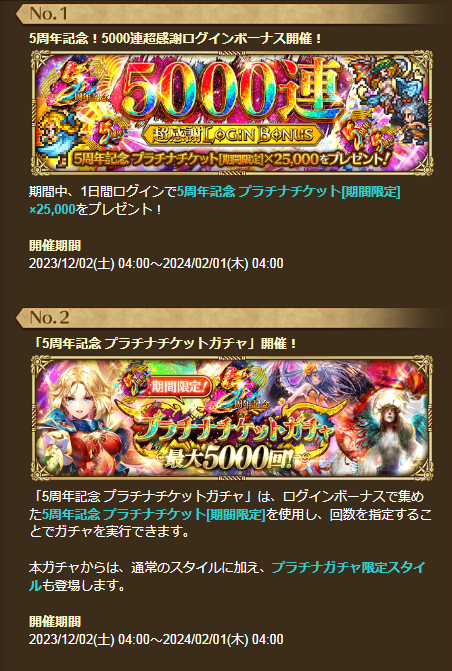 No.1
5周年記念！5000連超感謝ログインボーナス開催！
周年記念
5000連
超感謝 LOGIN BONUS
5周年記念 プラチナチケット[期間限定]×25,000をプレゼント!
期間中、1日間ログインで5周年記念 プラチナチケット[期間限定]
×25,000をプレゼント！
開催期間
2023/12/02(土) 04:00～2024/02/01(木) 04:00
No.2
「5周年記念 プラチナチケットガチャ」開催！
期間限定!
周年記念
プラチナチケットガチャ
最大5000回!
「5周年記念 プラチナチケットガチャ」は、ログインボーナスで集め
た5周年記念 プラチナチケット[期間限定]を使用し、回数を指定するこ
とでガチャを実行できます。
本ガチャからは、通常のスタイルに加え、プラチナガチャ限定スタイ
ルも登場します。
開催期間
2023/12/02(土) 04:00～2024/02/01(木) 04:00